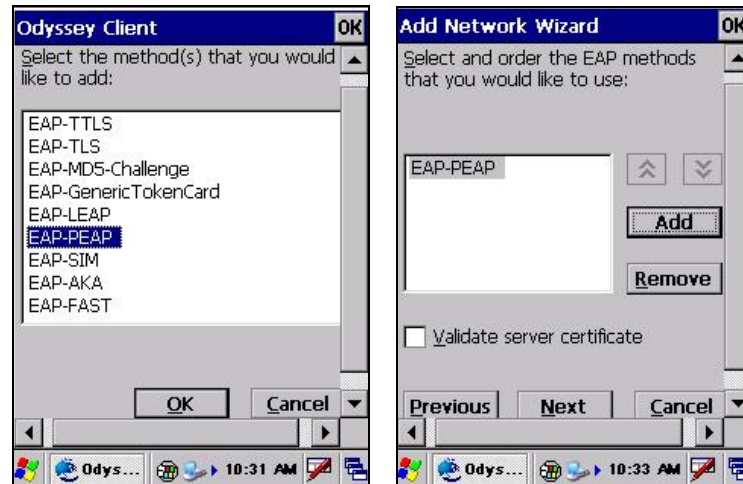 Odyssey Client OK
Select the method(s) that you would
like to add:
EAP-TTLS
EAP-TLS
EAP-MD5-Challenge
EAP-GenericTokenCard
EAP-LEAP
EAP-PEAP
EAP-SIM
EAP-AKA
EAP-FAST
OK Cancel
Odys... 10:31 AM
Add Network Wizard OK
Select and order the EAP methods
that you would like to use:
EAP-PEAP
Add
Remove
Validate server certificate
Previous Next Cancel
Odys... 10:33 AM